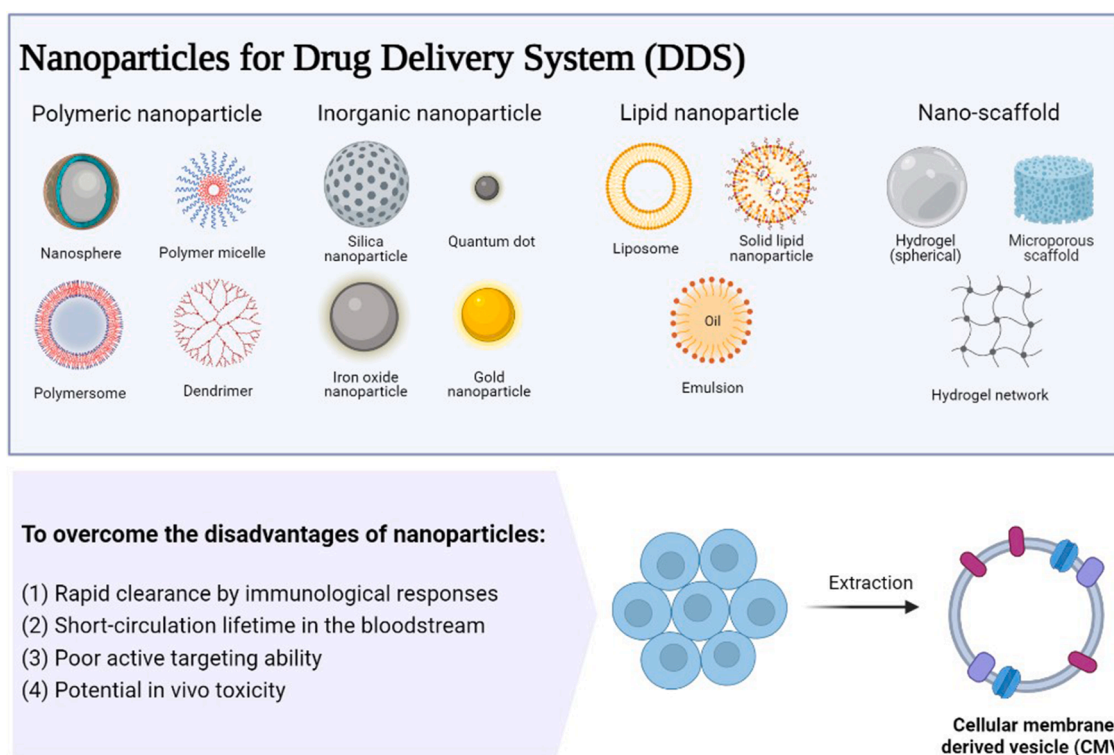 Nanoparticles for Drug Delivery System (DDS)
Polymeric nanoparticle
Nanosphere
Polymer micelle
Polymersome
Dendrimer
Inorganic nanoparticle
Silica
nanoparticle
Quantum dot
Iron oxide
nanoparticle
Gold
nanoparticle
Lipid nanoparticle
Liposome
Solid lipid
nanoparticle
Oil
Emulsion
Nano-scaffold
Hydrogel
(spherical)
Microporous
scaffold
Hydrogel network
To overcome the disadvantages of nanoparticles:
(1) Rapid clearance by immunological responses
(2) Short-circulation lifetime in the bloodstream
(3) Poor active targeting ability
(4) Potential in vivo toxicity
Extraction
Cellular membrane
derived vesicle (CMV